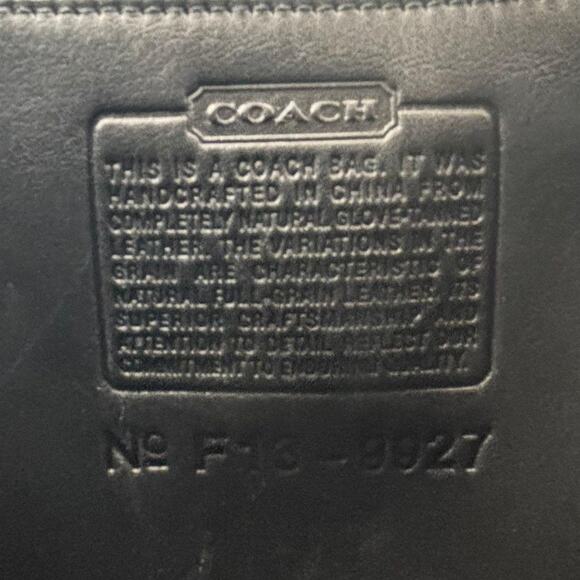 COACH
THIS IS A COACH BAG. IT WAS
HANDCRAFTED IN CHINA FROM
COMPLETELY NATURAL GLOVE-TANNED
LEATHER. THE VARIATIONS IN THE
GRAIN ARE CHARACTERISTIC OF
NATURAL FULL-GRAIN LEATHER. ITS
SUPERIOR CRAFTSMANSHIP AND
ATTENTION TO DETAIL REFLECT OUR
COMMITMENT TO ENDURING QUALITY.
Nº F13-9927